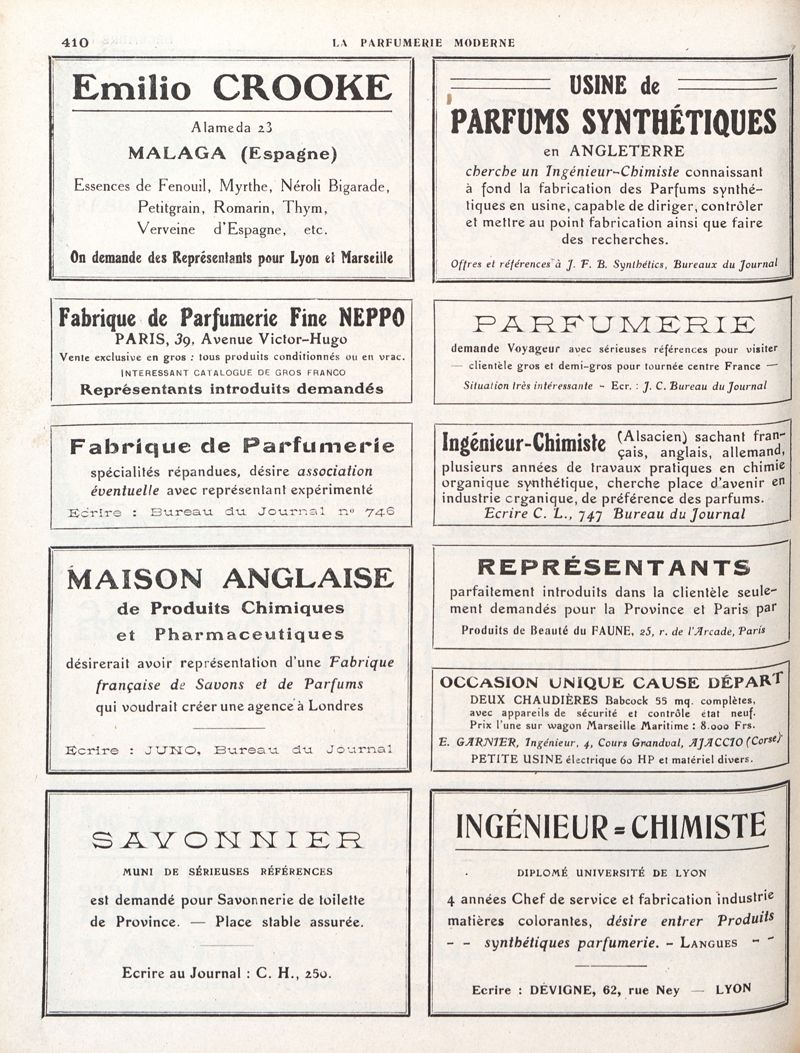 410
LA PARFUMERIE MODERNE
Emilio CROOKE
Alameda 23
MALAGA (Espagne)
Essences de Fenouil, Myrthe, Néroli Bigarade,
Petitgrain, Romarin, Thym,
Verveine d'Espagne, etc.
On demande des Représentants pour Lyon et Marseille
Fabrique de Parfumerie Fine NEPPO
PARIS, 39, Avenue Victor-Hugo
Vente exclusive en gros : tous produits conditionnés ou en vrac.
INTERESSANT CATALOGUE DE GROS FRANCO
Représentants introduits demandés
Fabrique de Parfumerie
spécialités répandues, désire association
éventuelle avec représentant expérimenté
Ecrire : Bureau du Journal nº 746
MAISON ANGLAISE
de Produits Chimiques
et Pharmaceutiques
désirerait avoir représentation d'une Fabrique
française de Savons et de Parfums
qui voudrait créer une agence à Londres
Ecrire : JUNO, Bureau du Journal
SAVONNIER
MUNI DE SÉRIEUSES RÉFÉRENCES
est demandé pour Savonnerie de toilette
de Province. — Place stable assurée.
Ecrire au Journal : C. H., 250.
USINE de
PARFUMS SYNTHÉTIQUES
en ANGLETERRE
cherche un Ingénieur-Chimiste connaissant
à fond la fabrication des Parfums synthé-
tiques en usine, capable de diriger, contrôler
et mettre au point fabrication ainsi que faire
des recherches.
Offres et références à J. F. B. Synthétics, Bureaux du Journal
PARFUMERIE
demande Voyageur avec sérieuses références pour visiter
— clientèle gros et demi-gros pour tournée centre France —
Situation très intéressante - Ecr. : J. C. Bureau du Journal
Ingénieur-Chimiste (Alsacien) sachant fran-
çais, anglais, allemand,
plusieurs années de travaux pratiques en chimie
organique synthétique, cherche place d'avenir en
industrie crganique, de préférence des parfums.
Ecrire C. L., 747 Bureau du Journal
REPRÉSENTANTS
parfaitement introduits dans la clientèle seule-
ment demandés pour la Province et Paris par
Produits de Beauté du FAUNE, 25, r. de l'Arcade, Paris
OCCASION UNIQUE CAUSE DÉPART
DEUX CHAUDIÈRES Babcock 55 mq. complètes,
avec appareils de sécurité et contrôle état neuf.
Prix l'une sur wagon Marseille Maritime : 8.000 Frs.
E. GARNIER, Ingénieur, 4, Cours Grandval, AJACCIO (Corse)
PETITE USINE électrique 60 HP et matériel divers.
INGÉNIEUR=CHIMISTE
DIPLOMÉ UNIVERSITÉ DE LYON
4 années Chef de service et fabrication industrie
matières colorantes, désire entrer Produits
- - synthétiques parfumerie. - LANGUES - -
Ecrire : DÉVIGNE, 62, rue Ney — LYON